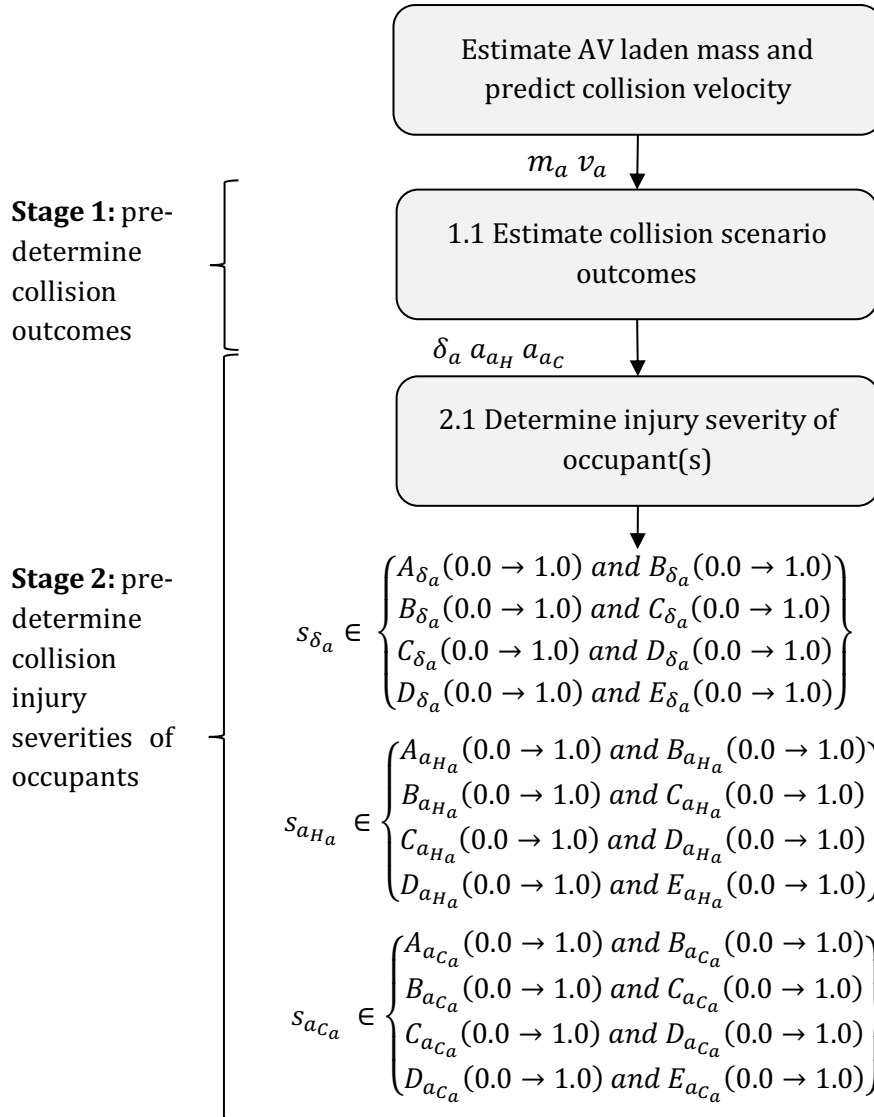 Estimate AV laden mass and
predict collision velocity
m_a v_a
Stage 1: pre-
determine
collision
outcomes
1.1 Estimate collision scenario
outcomes
δ_a a_{a_H} a_{a_C}
2.1 Determine injury severity of
occupant(s)
Stage 2: pre-
determine
collision
injury
severities of
occupants
s_{δ_a} ∈
A_{δ_a}(0.0 → 1.0) and B_{δ_a}(0.0 → 1.0)
B_{δ_a}(0.0 → 1.0) and C_{δ_a}(0.0 → 1.0)
C_{δ_a}(0.0 → 1.0) and D_{δ_a}(0.0 → 1.0)
D_{δ_a}(0.0 → 1.0) and E_{δ_a}(0.0 → 1.0)
s_{a_{H_a}} ∈
A_{a_{H_a}}(0.0 → 1.0) and B_{a_{H_a}}(0.0 → 1.0)
B_{a_{H_a}}(0.0 → 1.0) and C_{a_{H_a}}(0.0 → 1.0)
C_{a_{H_a}}(0.0 → 1.0) and D_{a_{H_a}}(0.0 → 1.0)
D_{a_{H_a}}(0.0 → 1.0) and E_{a_{H_a}}(0.0 → 1.0)
s_{a_{C_a}} ∈
A_{a_{C_a}}(0.0 → 1.0) and B_{a_{C_a}}(0.0 → 1.0)
B_{a_{C_a}}(0.0 → 1.0) and C_{a_{C_a}}(0.0 → 1.0)
C_{a_{C_a}}(0.0 → 1.0) and D_{a_{C_a}}(0.0 → 1.0)
D_{a_{C_a}}(0.0 → 1.0) and E_{a_{C_a}}(0.0 → 1.0)